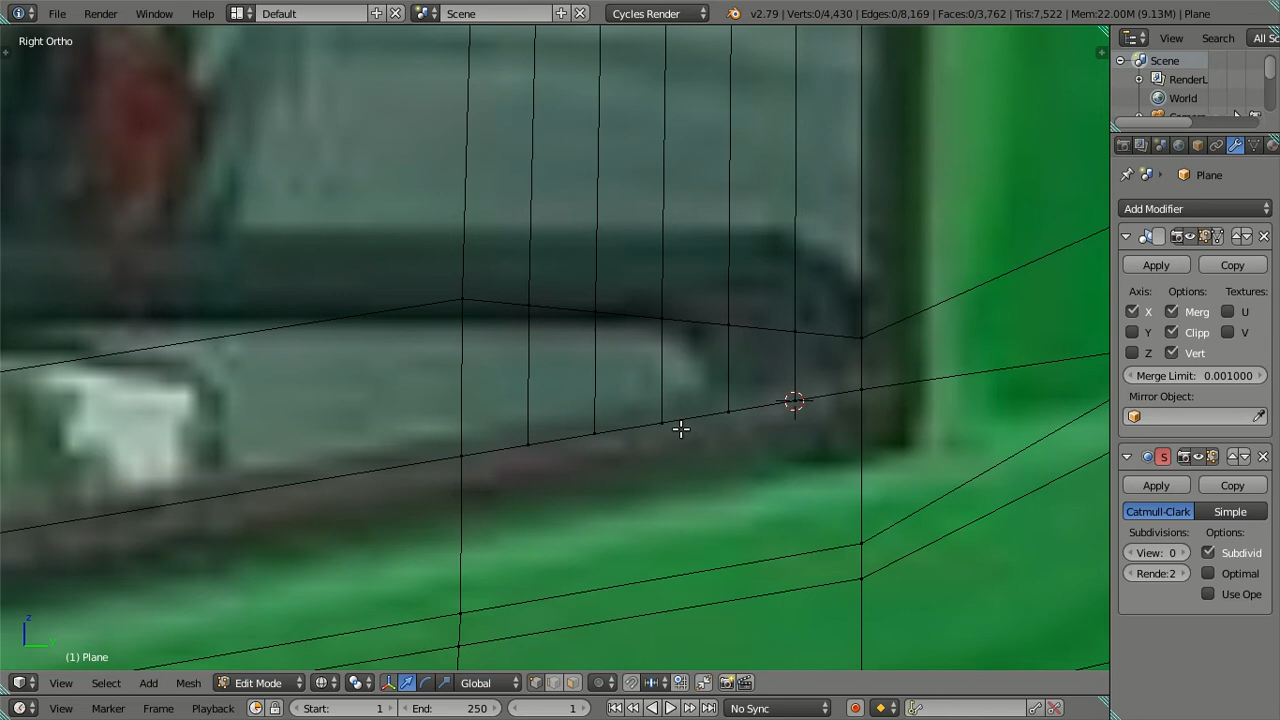 File Render Window Help Default Scene Cycles Render v2.79 | Verts:0/4,430 | Edges:0/8,169 | Faces:0/3,762 | Tris:7,522 | Mem:22.00M (9.13M) | Plane
Right Ortho
View Search All Sc
Scene
RenderL
World
Plane
Add Modifier
Apply Copy
Axis: Options: Textures:
X Merg U
Y Clipp V
Z Vert
Merge Limit: 0.001000
Mirror Object:
S
Apply Copy
Catmull-Clark Simple
Subdivisions: Options:
View: 0 Subdivid
Rende:2 Optimal
Use Ope
z
(1) Plane
View Select Add Mesh Edit Mode Global
View Marker Frame Playback Start: 1 End: 250 1 No Sync